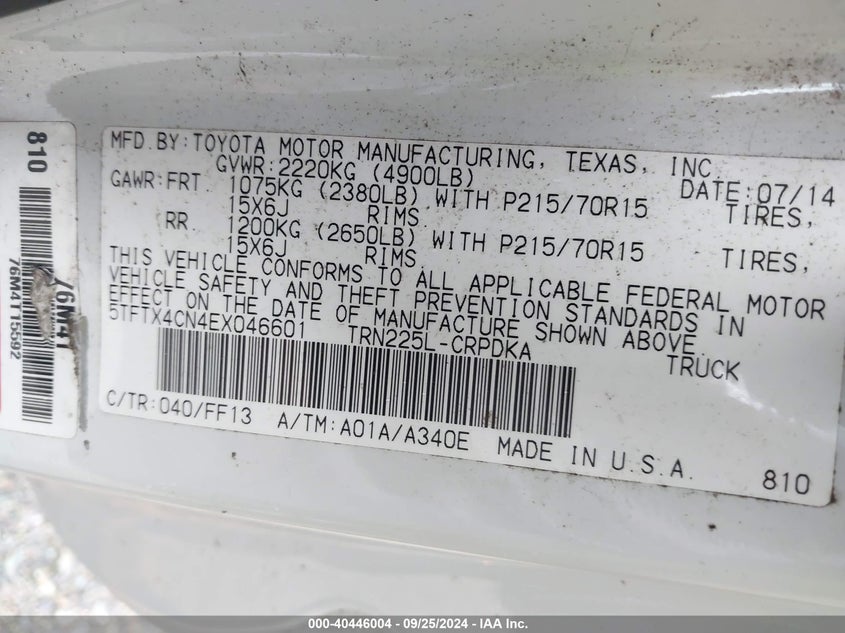 MFD.BY:TOYOTA MOTOR MANUFACTURING, TEXAS, INC.
GVWR:2220KG (4900LB) DATE:07/14
GAWR:FRT. 1075KG (2380LB) WITH P215/70R15 TIRES,
15X6J RIMS.
RR. 1200KG (2650LB) WITH P215/70R15 TIRES,
15X6J RIMS.
THIS VEHICLE CONFORMS TO ALL APPLICABLE FEDERAL MOTOR
VEHICLE SAFETY AND THEFT PREVENTION STANDARDS IN
EFFECT ON THE DATE OF MANUFACTURE SHOWN ABOVE.
5TFTX4CN4EX046601 TRN225L-CRPDKA TRUCK
C/TR:040/FF13 A/TM:A01A/A340E MADE IN U.S.A.
810
810
76M41
76M4115592
000-40446004 - 09/25/2024 - IAA Inc.